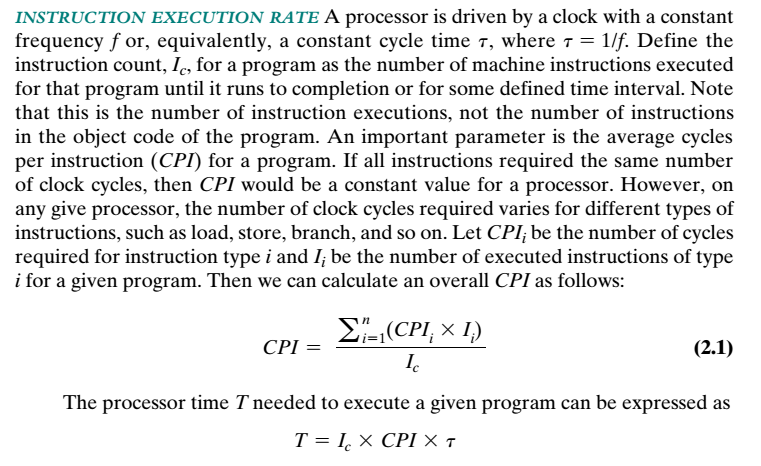 INSTRUCTION EXECUTION RATE A processor is driven by a clock with a constant
frequency f or, equivalently, a constant cycle time τ, where τ = 1/f. Define the
instruction count, Ic, for a program as the number of machine instructions executed
for that program until it runs to completion or for some defined time interval. Note
that this is the number of instruction executions, not the number of instructions
in the object code of the program. An important parameter is the average cycles
per instruction (CPI) for a program. If all instructions required the same number
of clock cycles, then CPI would be a constant value for a processor. However, on
any give processor, the number of clock cycles required varies for different types of
instructions, such as load, store, branch, and so on. Let CPIi be the number of cycles
required for instruction type i and Ii be the number of executed instructions of type
i for a given program. Then we can calculate an overall CPI as follows:
CPI = ∑ⁿi=1(CPIi × Ii) / Ic (2.1)
The processor time T needed to execute a given program can be expressed as
T = Ic × CPI × τ